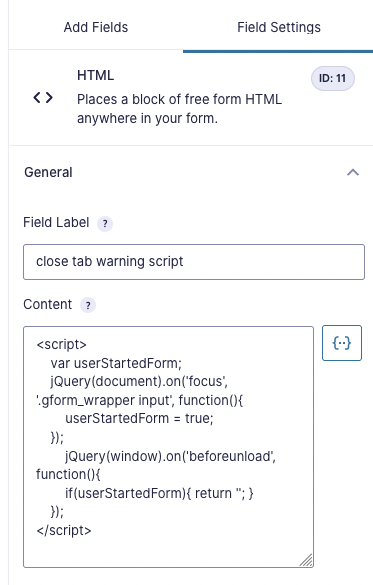 Add Fields
Field Settings
HTML
ID: 11
Places a block of free form HTML
anywhere in your form.
General
Field Label ?
close tab warning script
Content ?
{··}
<script>
    var userStartedForm;
    jQuery(document).on('focus',
'.gform_wrapper input', function(){
        userStartedForm = true;
    });
        jQuery(window).on('beforeunload',
function(){
        if(userStartedForm){ return ''; }
    });
</script>